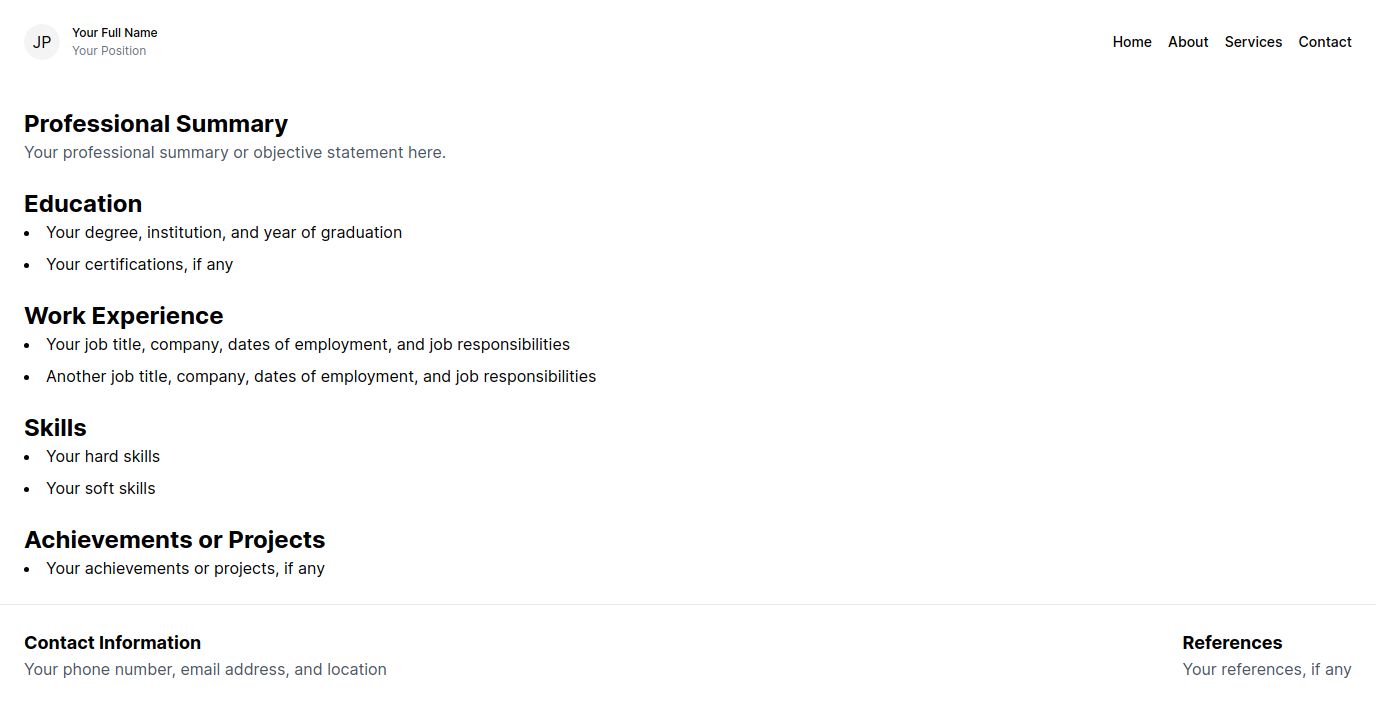 JP
Your Full Name
Your Position
Home About Services Contact
Professional Summary
Your professional summary or objective statement here.
Education
• Your degree, institution, and year of graduation
• Your certifications, if any
Work Experience
• Your job title, company, dates of employment, and job responsibilities
• Another job title, company, dates of employment, and job responsibilities
Skills
• Your hard skills
• Your soft skills
Achievements or Projects
• Your achievements or projects, if any
Contact Information
Your phone number, email address, and location
References
Your references, if any